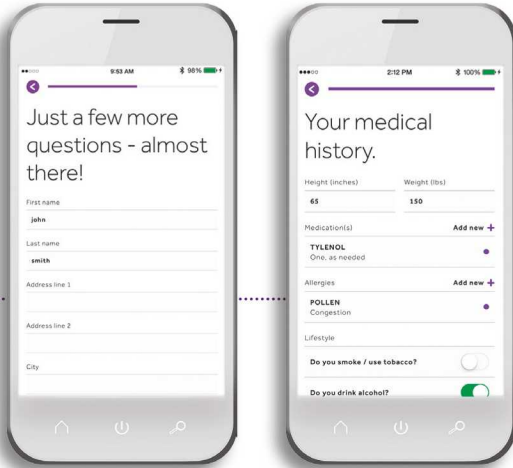 9:53 AM
98%
Just a few more
questions - almost
there!
First name
john
Last name
smith
Address line 1
Address line 2
City
2:12 PM
100%
Your medical
history.
Height (inches)
Weight (lbs)
65
150
Medication(s)
Add new +
TYLENOL
One, as needed
Allergies
Add new +
POLLEN
Congestion
Lifestyle
Do you smoke / use tobacco?
Do you drink alcohol?